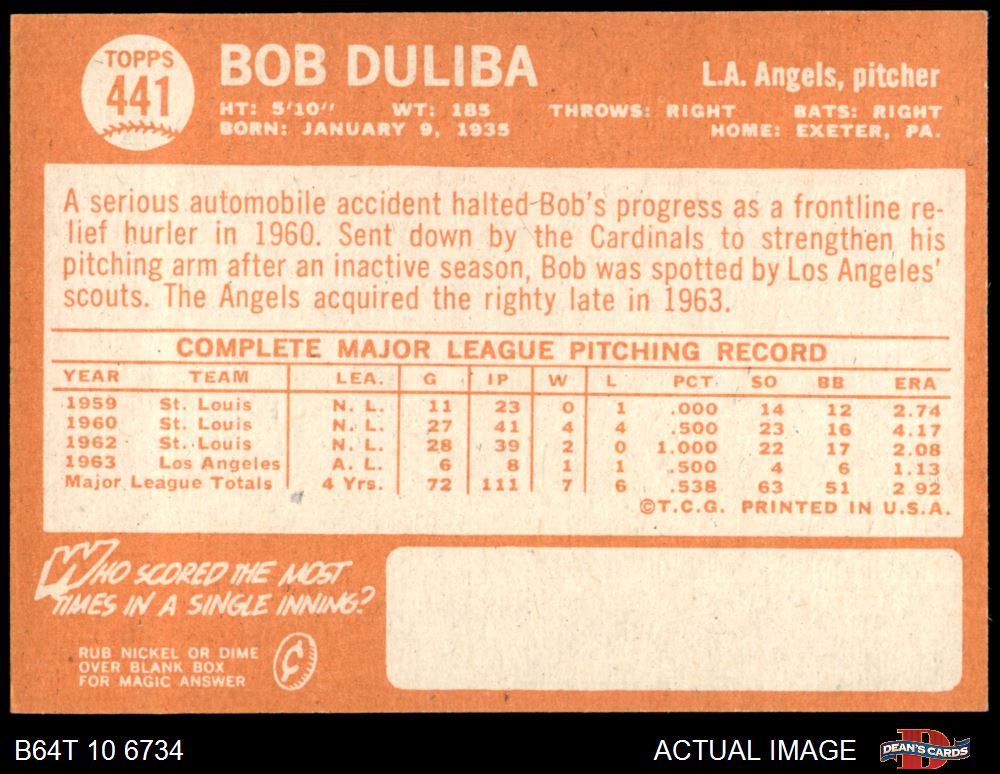 TOPPS
441
BOB DULIBA
L.A. Angels, pitcher
HT: 5'10" WT: 185 THROWS: RIGHT BATS: RIGHT
BORN: JANUARY 9, 1935 HOME: EXETER, PA.
A serious automobile accident halted Bob's progress as a frontline re-
lief hurler in 1960. Sent down by the Cardinals to strengthen his
pitching arm after an inactive season, Bob was spotted by Los Angeles'
scouts. The Angels acquired the righty late in 1963.
COMPLETE MAJOR LEAGUE PITCHING RECORD
YEAR TEAM LEA. G IP W L PCT. SO BB ERA
1959 St. Louis N. L. 11 23 0 1 .000 14 12 2.74
1960 St. Louis N. L. 27 41 4 4 .500 23 16 4.17
1962 St. Louis N. L. 28 39 2 0 1.000 22 17 2.08
1963 Los Angeles A. L. 6 8 1 1 .500 4 6 1.13
Major League Totals 4 Yrs. 72 111 7 6 .538 63 51 2.92
©T.C.G. PRINTED IN U.S.A.
WHO SCORED THE MOST
TIMES IN A SINGLE INNING?
RUB NICKEL OR DIME
OVER BLANK BOX
FOR MAGIC ANSWER
¢
B64T 10 6734
ACTUAL IMAGE
DEAN'S CARDS